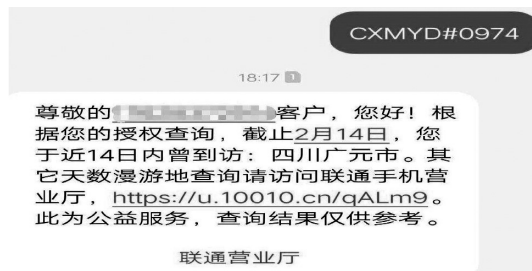 CXMYD#0974
18:17 1
尊敬的客户，您好！根
据您的授权查询，截止2月14日，您
于近14日内曾到访：四川广元市。其
它天数漫游地查询请访问联通手机营
业厅，https://u.10010.cn/qALm9。
此为公益服务，查询结果仅供参考。
联通营业厅